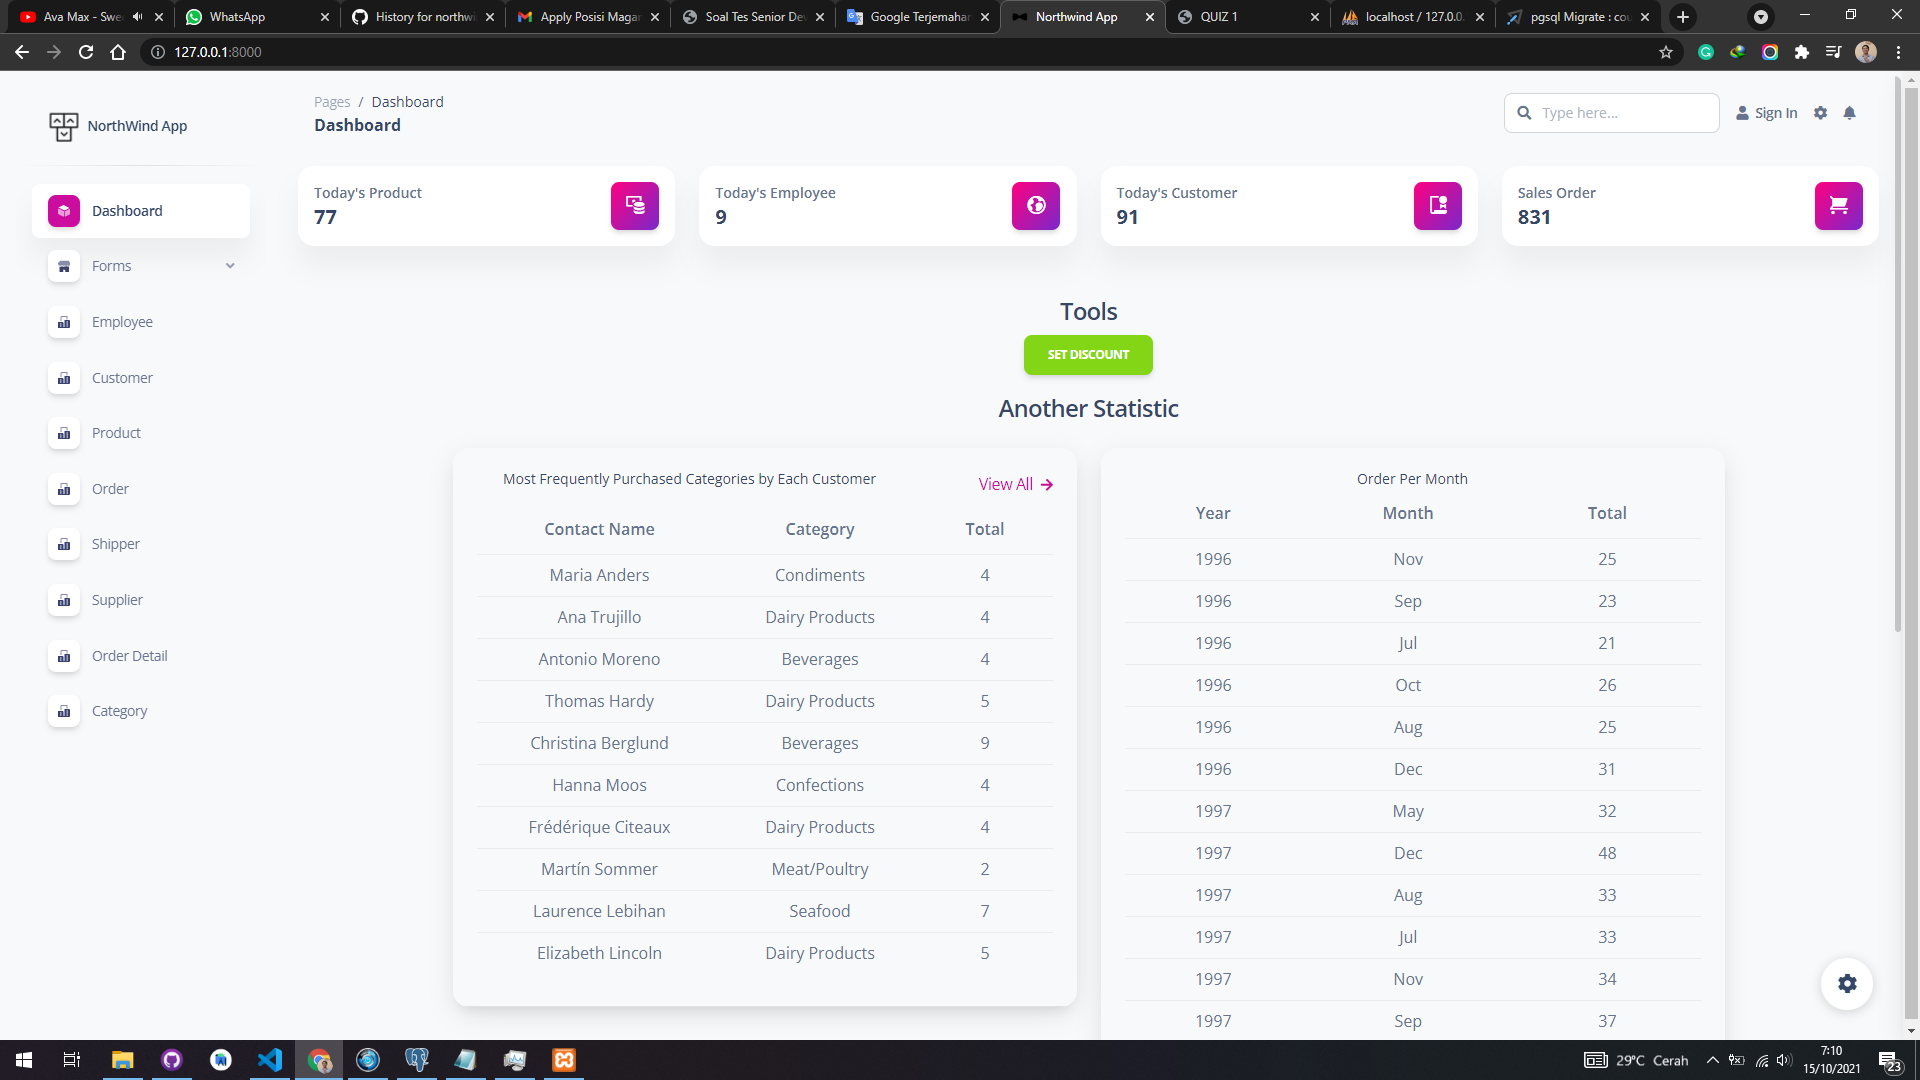 Ava Max - Swe
WhatsApp
History for northwi
Apply Posisi Magan
Soal Tes Senior Dev
Google Terjemahan
Northwind App
QUIZ 1
localhost / 127.0.0.
pgsql Migrate : cou
127.0.0.1:8000
NorthWind App
Pages / Dashboard
Dashboard
Type here...
Sign In
Dashboard
Forms
Employee
Customer
Product
Order
Shipper
Supplier
Order Detail
Category
Today's Product
77
Today's Employee
9
Today's Customer
91
Sales Order
831
Tools
SET DISCOUNT
Another Statistic
Most Frequently Purchased Categories by Each Customer
View All
Contact Name Category Total
Maria Anders Condiments 4
Ana Trujillo Dairy Products 4
Antonio Moreno Beverages 4
Thomas Hardy Dairy Products 5
Christina Berglund Beverages 9
Hanna Moos Confections 4
Frédérique Citeaux Dairy Products 4
Martín Sommer Meat/Poultry 2
Laurence Lebihan Seafood 7
Elizabeth Lincoln Dairy Products 5
Order Per Month
Year Month Total
1996 Nov 25
1996 Sep 23
1996 Jul 21
1996 Oct 26
1996 Aug 25
1996 Dec 31
1997 May 32
1997 Dec 48
1997 Aug 33
1997 Jul 33
1997 Nov 34
1997 Sep 37
29°C Cerah
7:10
15/10/2021
23